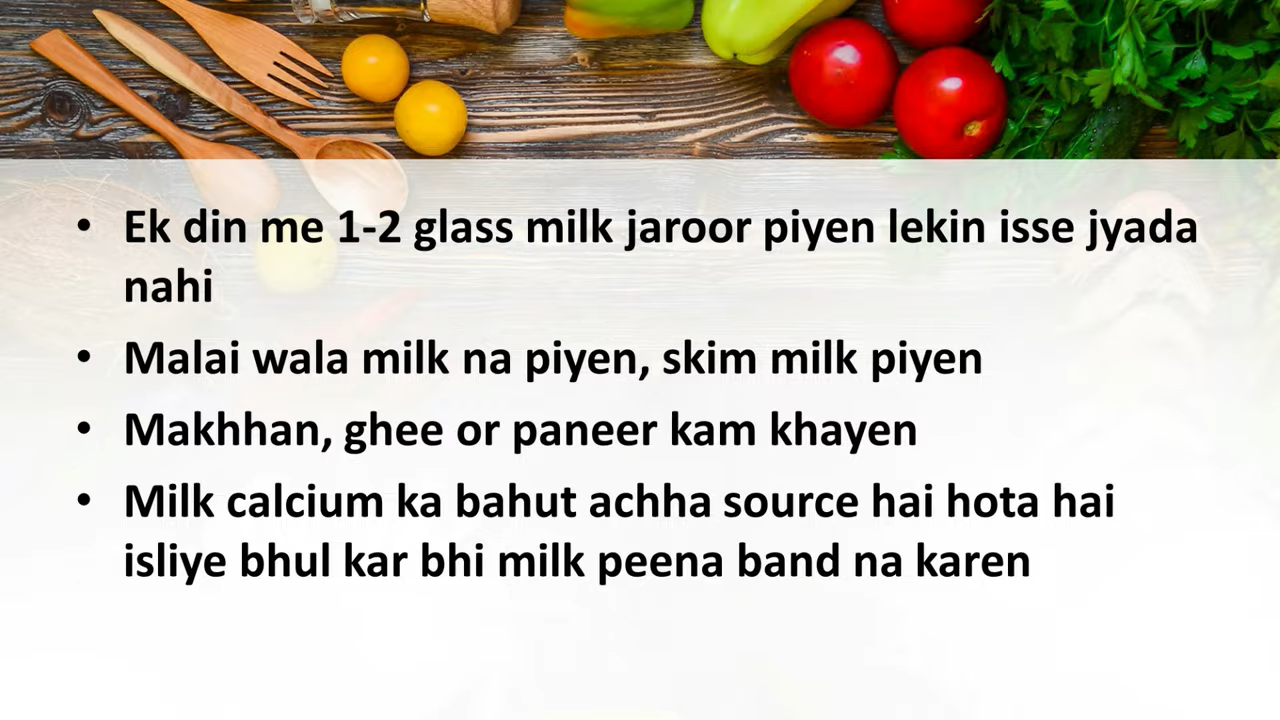 • Ek din me 1-2 glass milk jaroor piyen lekin isse jyada
nahi
• Malai wala milk na piyen, skim milk piyen
• Makhhan, ghee or paneer kam khayen
• Milk calcium ka bahut achha source hai hota hai
isliye bhul kar bhi milk peena band na karen